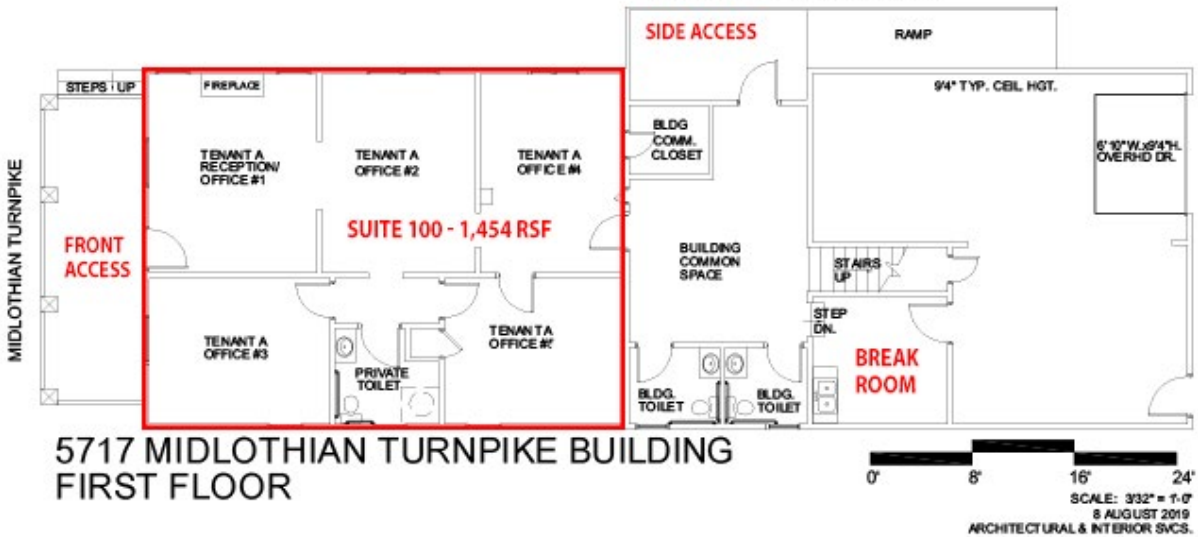 SIDE ACCESS
RAMP
STEPS UP
FIREPLACE
9'4" TYP. CEIL. HGT.
BLDG
COMM.
CLOSET
6'10"W.x9'4"H.
OVERHD DR.
TENANT A
RECEPTION/
OFFICE #1
TENANT A
OFFICE #2
TENANT A
OFFICE #4
MIDLOTHIAN TURNPIKE
FRONT
ACCESS
SUITE 100 - 1,454 RSF
BUILDING
COMMON
SPACE
STAIRS
UP
STEP
DN.
TENANT A
OFFICE #3
TENANT A
OFFICE
PRIVATE
TOILET
BREAK
ROOM
BLDG.
TOILET
BLDG.
TOILET
5717 MIDLOTHIAN TURNPIKE BUILDING
FIRST FLOOR
0' 8' 16' 24'
SCALE: 3/32" = 1'-0"
8 AUGUST 2019
ARCHITECTURAL & INTERIOR SVCS.